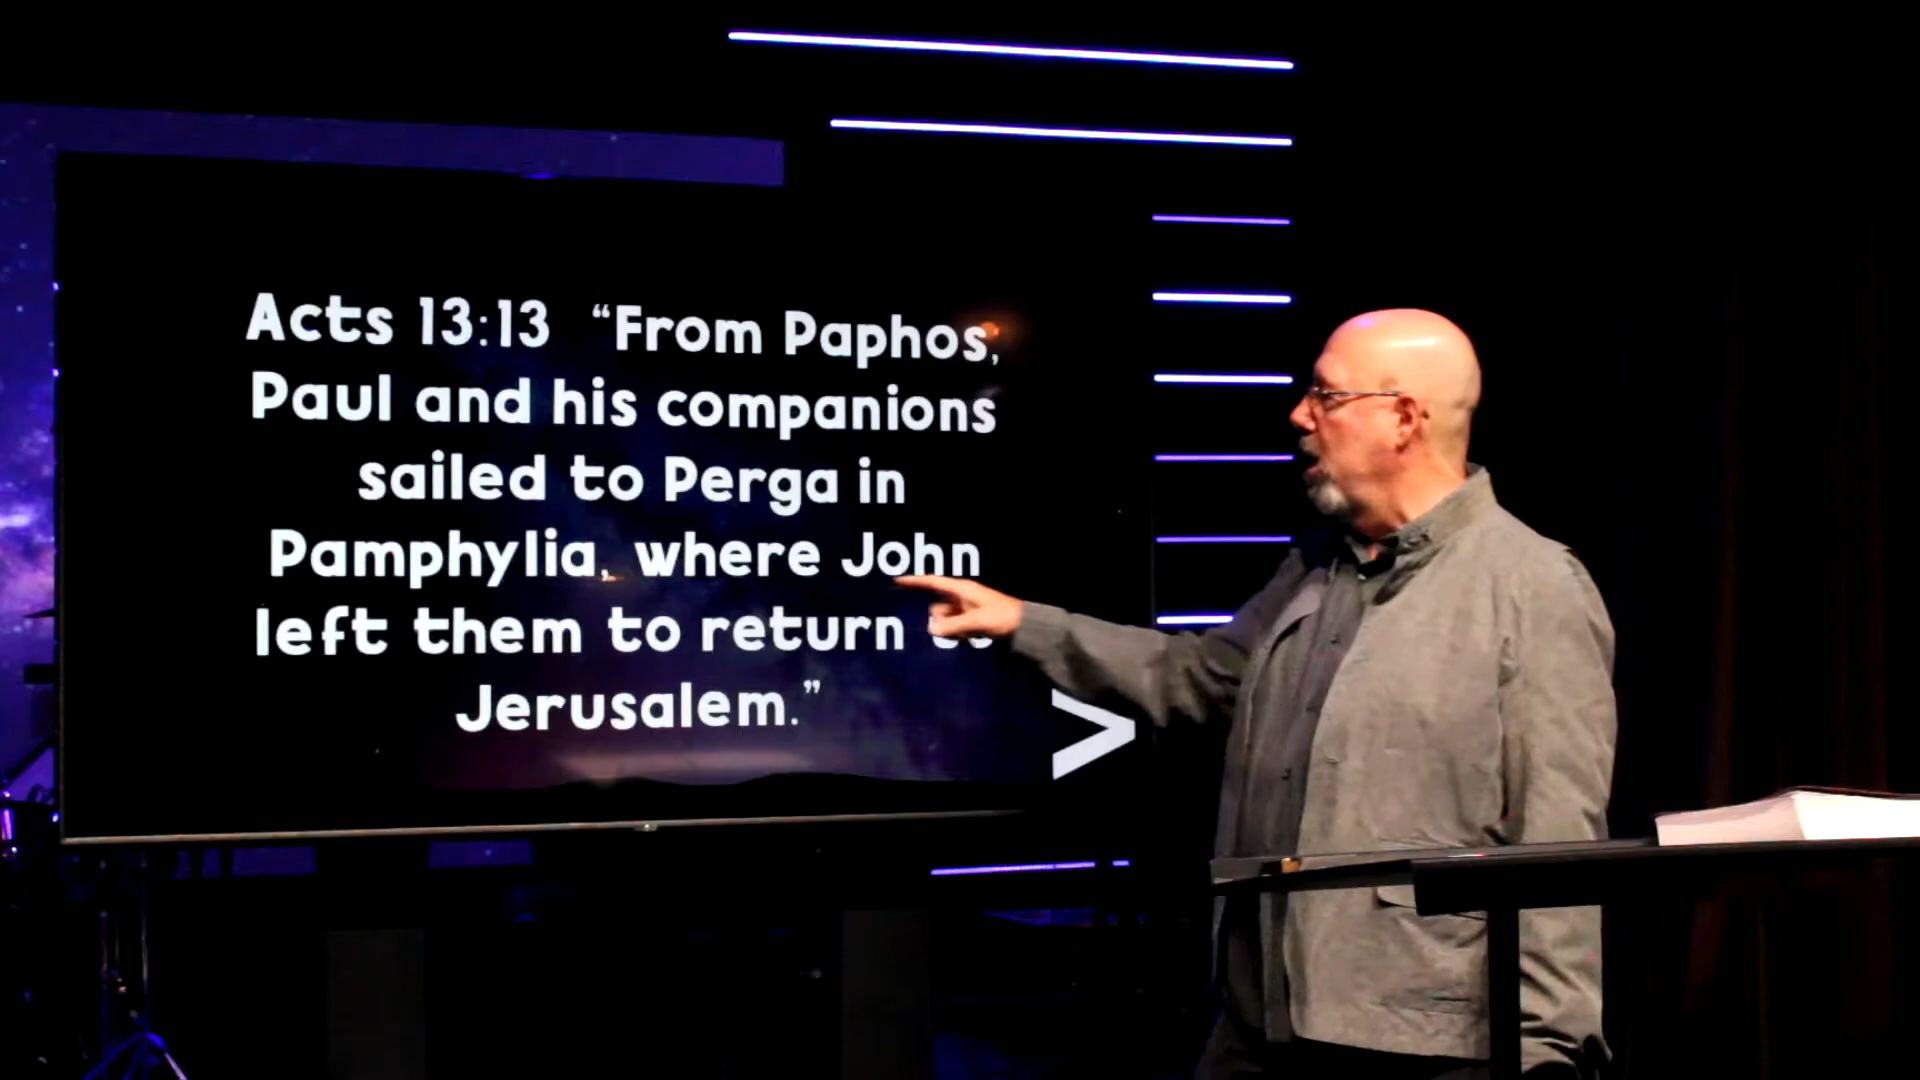 Acts 13:13 “From Paphos,
Paul and his companions
sailed to Perga in
Pamphylia, where John
left them to return to
Jerusalem.”
>